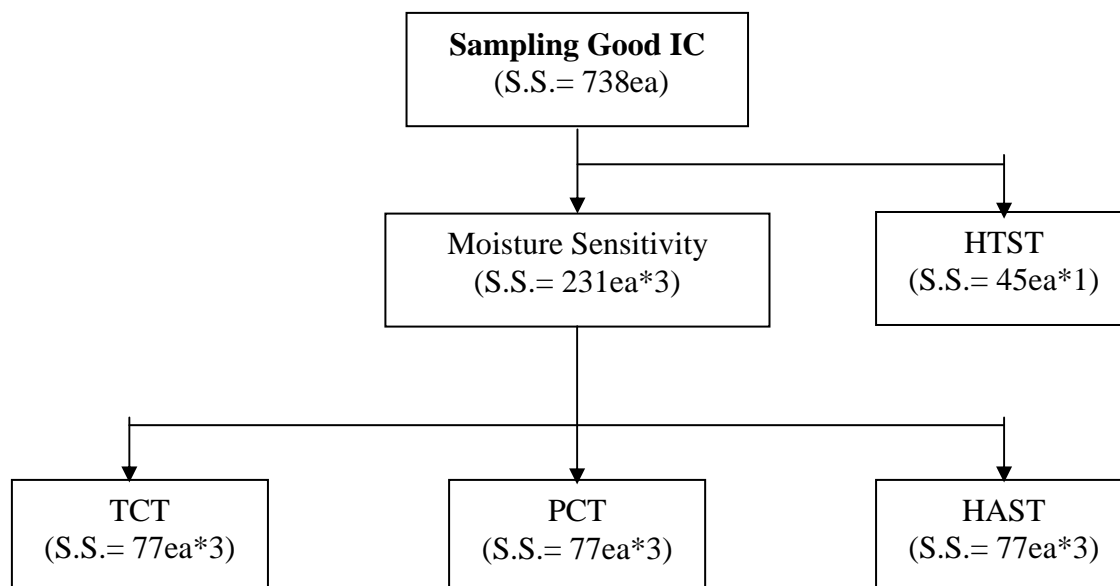 Sampling Good IC
(S.S.= 738ea)
Moisture Sensitivity
(S.S.= 231ea*3)
HTST
(S.S.= 45ea*1)
TCT
(S.S.= 77ea*3)
PCT
(S.S.= 77ea*3)
HAST
(S.S.= 77ea*3)